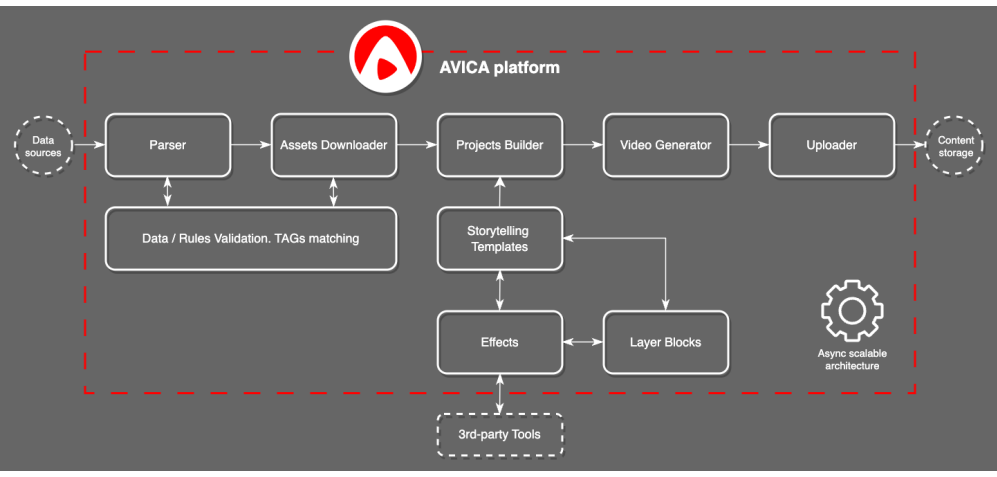 AVICA platform
Data
sources
Parser
Assets Downloader
Projects Builder
Video Generator
Uploader
Content
storage
Data / Rules Validation. TAGs matching
Storytelling
Templates
Effects
Layer Blocks
Async scalable
architecture
3rd-party Tools